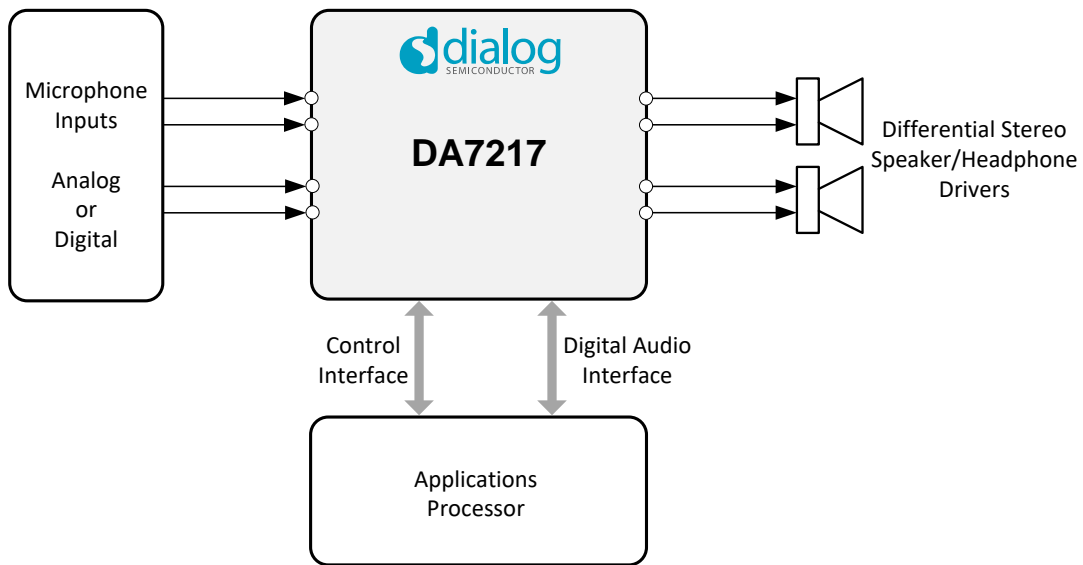 Microphone
Inputs
Analog
or
Digital
dialog
SEMICONDUCTOR
DA7217
Differential Stereo
Speaker/Headphone
Drivers
Control
Interface
Digital Audio
Interface
Applications
Processor